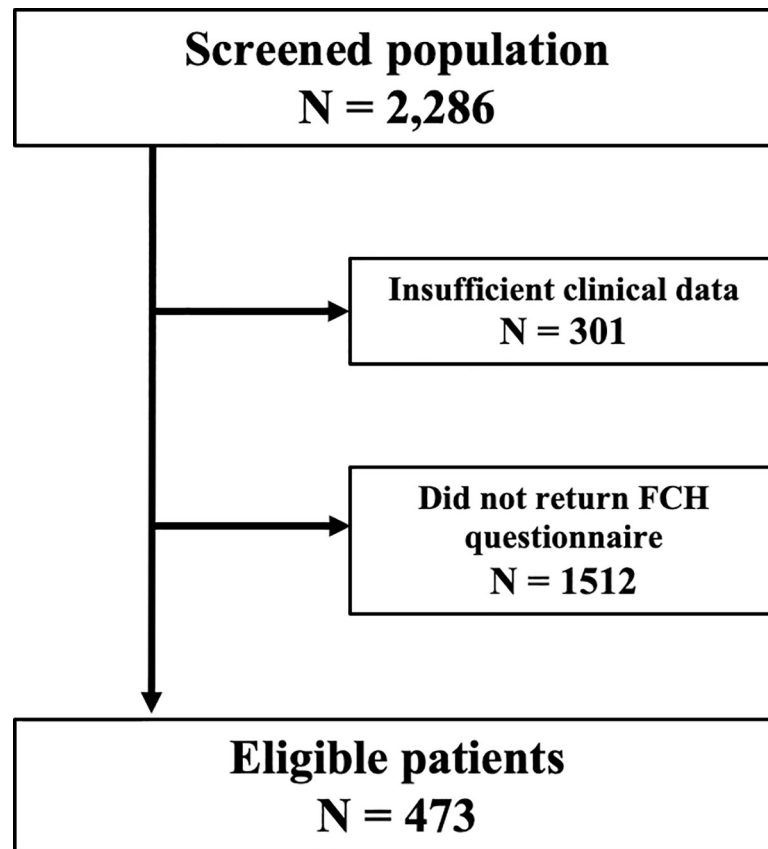 Screened population
N = 2,286
Insufficient clinical data
N = 301
Did not return FCH
questionnaire
N = 1512
Eligible patients
N = 473